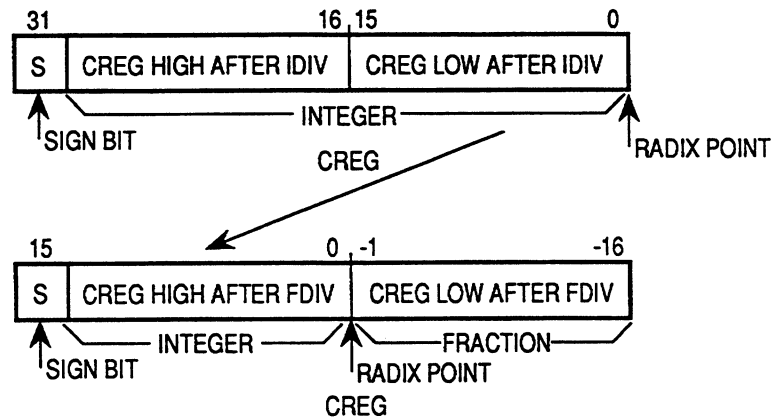 31 16 15 0
S CREG HIGH AFTER IDIV CREG LOW AFTER IDIV
INTEGER
SIGN BIT
RADIX POINT
CREG
15 0 -1 -16
S CREG HIGH AFTER FDIV CREG LOW AFTER FDIV
INTEGER FRACTION
SIGN BIT RADIX POINT
CREG